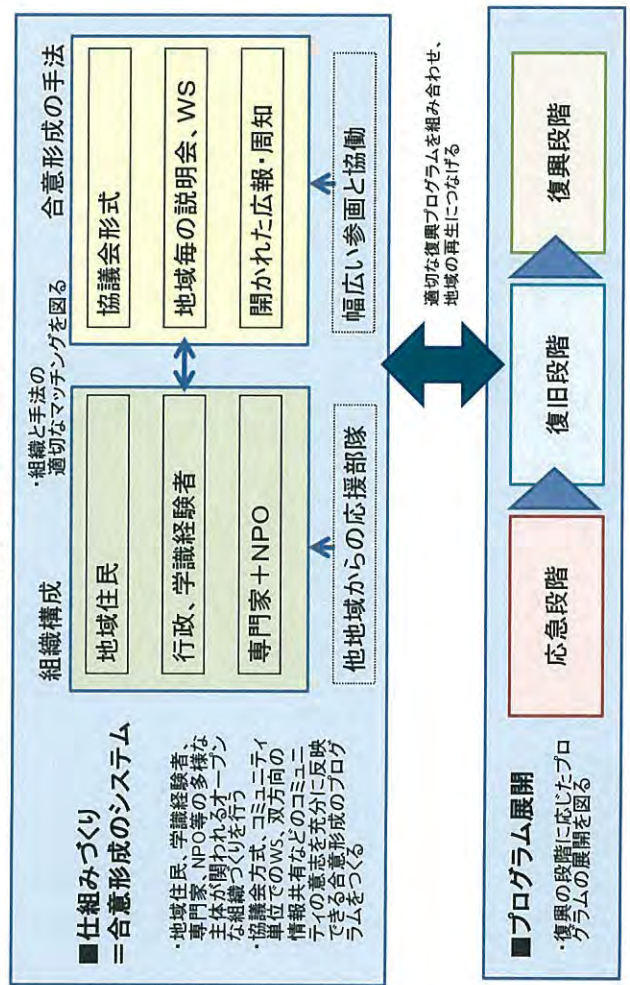 ■仕組みづくり
＝合意形成のシステム
・地域住民、学識経験者、
専門家、NPO等の多様な
主体が関われるオープン
な組織づくりを行う
・協議会方式、コミュニティ
単位でのWS、双方向の
情報共有などのコミュニ
ティの意志を充分に反映
できる合意形成のプログ
ラムをつくる
組織構成
地域住民
行政、学識経験者
専門家＋NPO
他地域からの応援部隊
・組織と手法の
適切なマッチングを図る
合意形成の手法
協議会形式
地域毎の説明会、WS
開かれた広報・周知
幅広い参画と協働
適切な復興プログラムを組み合わせ、
地域の再生につなげる
■プログラム展開
・復興の段階に応じたプロ
グラムの展開を図る
応急段階
復旧段階
復興段階